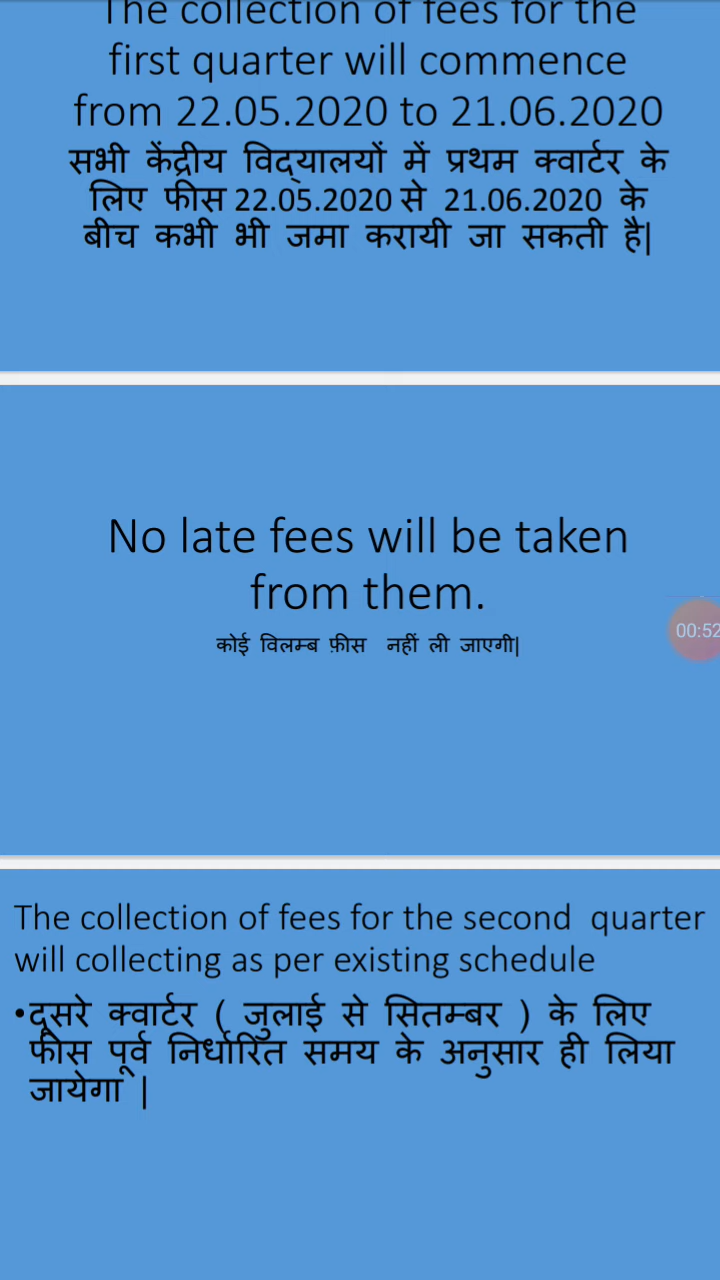 The collection of fees for the
first quarter will commence
from 22.05.2020 to 21.06.2020
सभी केंद्रीय विद्यालयों में प्रथम क्वार्टर के
लिए फीस 22.05.2020 से 21.06.2020 के
बीच कभी भी जमा करायी जा सकती है|
No late fees will be taken
from them.
00:52
कोई विलम्ब फ़ीस नहीं ली जाएगी|
The collection of fees for the second quarter
will collecting as per existing schedule
•दूसरे क्वार्टर ( जुलाई से सितम्बर ) के लिए
फीस पूर्व निर्धारित समय के अनुसार ही लिया
जायेगा |